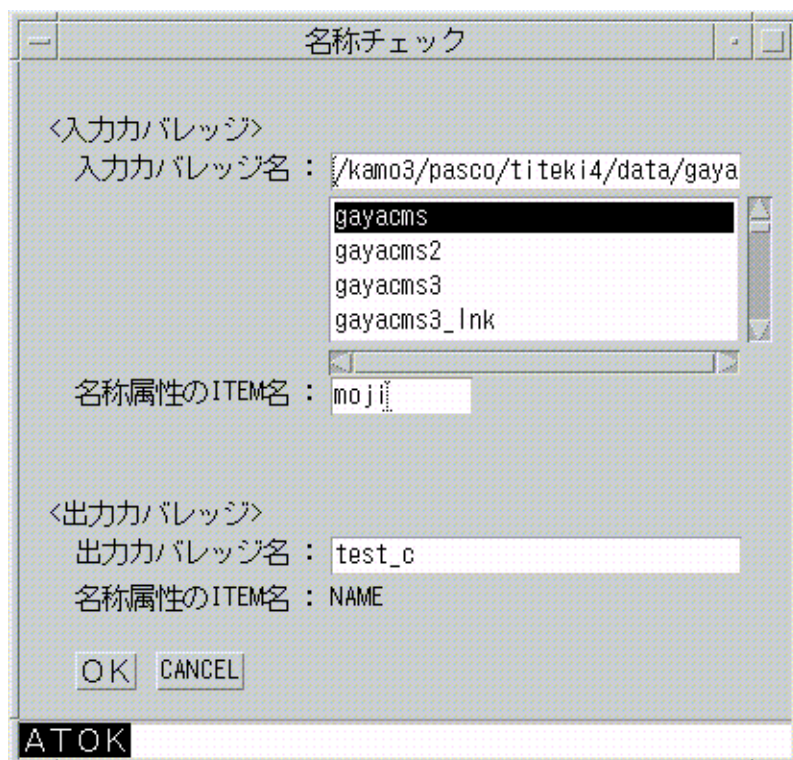 名称チェック
<入力カバレッジ>
入力カバレッジ名 : /kamo3/pasco/titeki4/data/gaya
gayacms
gayacms2
gayacms3
gayacms3_lnk
名称属性のITEM名 : moji
<出力カバレッジ>
出力カバレッジ名 : test_c
名称属性のITEM名 : NAME
ＯＫ CANCEL
ＡＴＯＫ